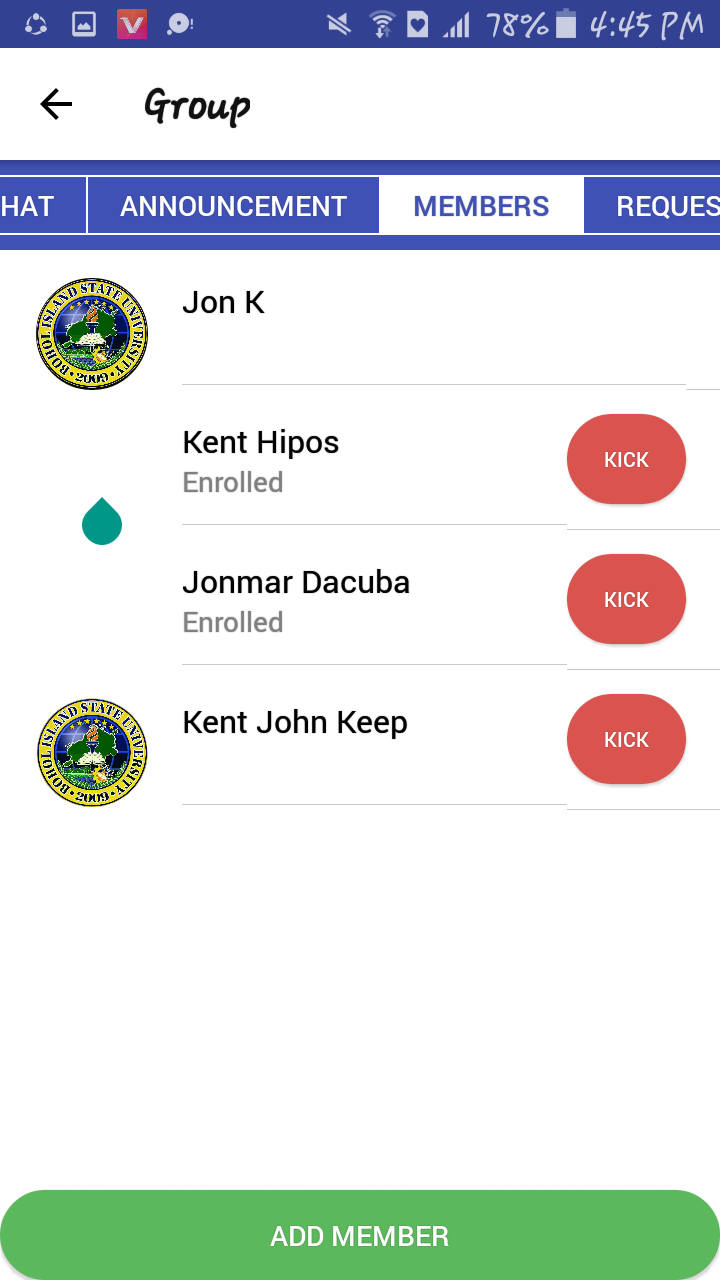 78% 4:45 PM
Group
HAT
ANNOUNCEMENT
MEMBERS
REQUES
BOHOL ISLAND STATE UNIVERSITY
2009
Jon K
Kent Hipos
Enrolled
KICK
Jonmar Dacuba
Enrolled
KICK
BOHOL ISLAND STATE UNIVERSITY
2009
Kent John Keep
KICK
ADD MEMBER